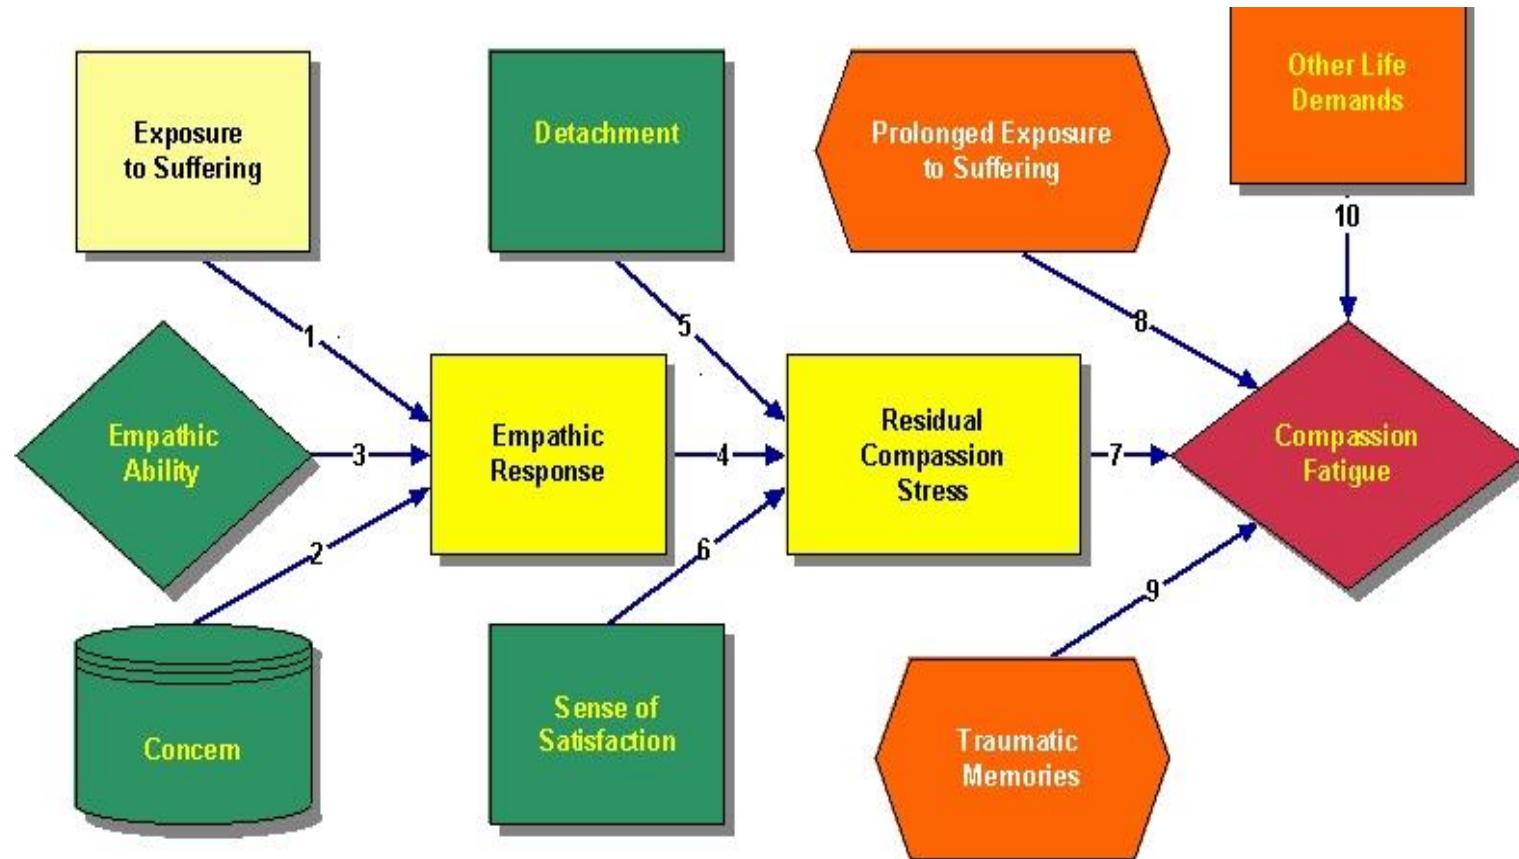 Exposure
to Suffering
Detachment
Prolonged Exposure
to Suffering
Other Life
Demands
10
1
5
8
Empathic
Ability
3
Empathic
Response
4
Residual
Compassion
Stress
7
Compassion
Fatigue
2
6
9
Concern
Sense of
Satisfaction
Traumatic
Memories